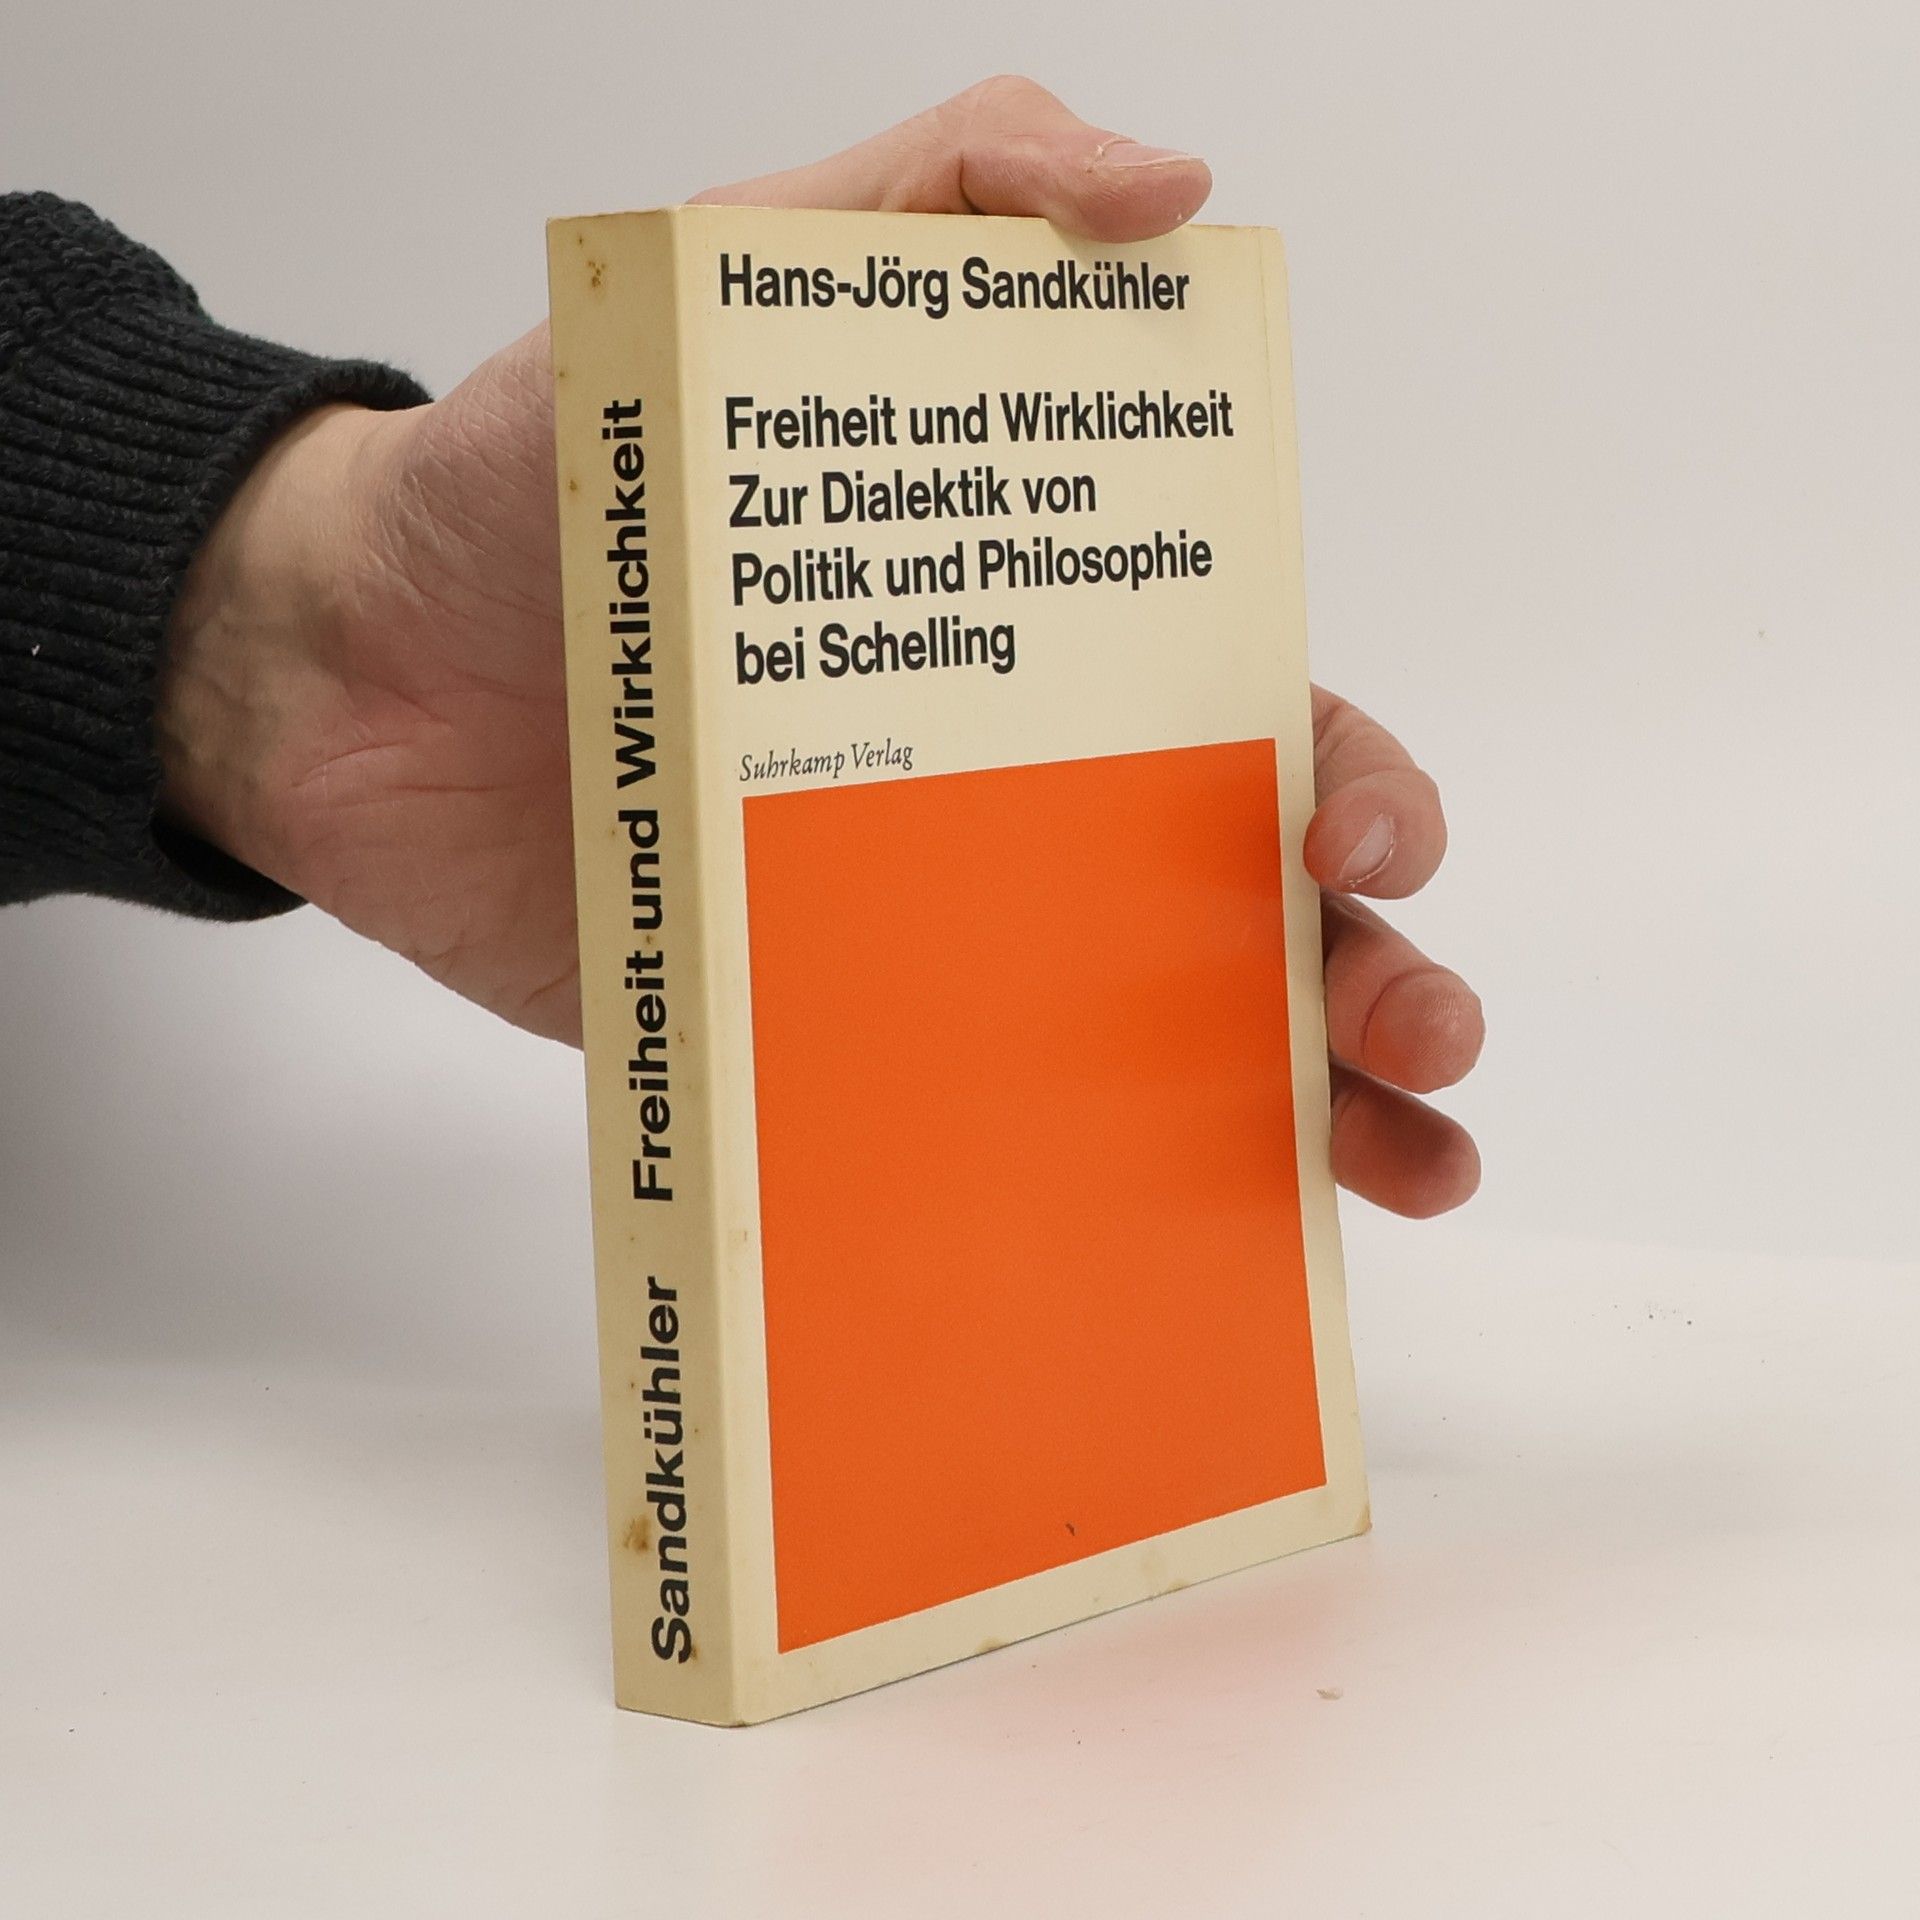 Hans-Jörg Sandkühler
Freiheit und Wirklichkeit
Zur Dialektik von
Politik und Philosophie
bei Schelling
Suhrkamp Verlag
Sandkühler Freiheit und Wirklichkeit